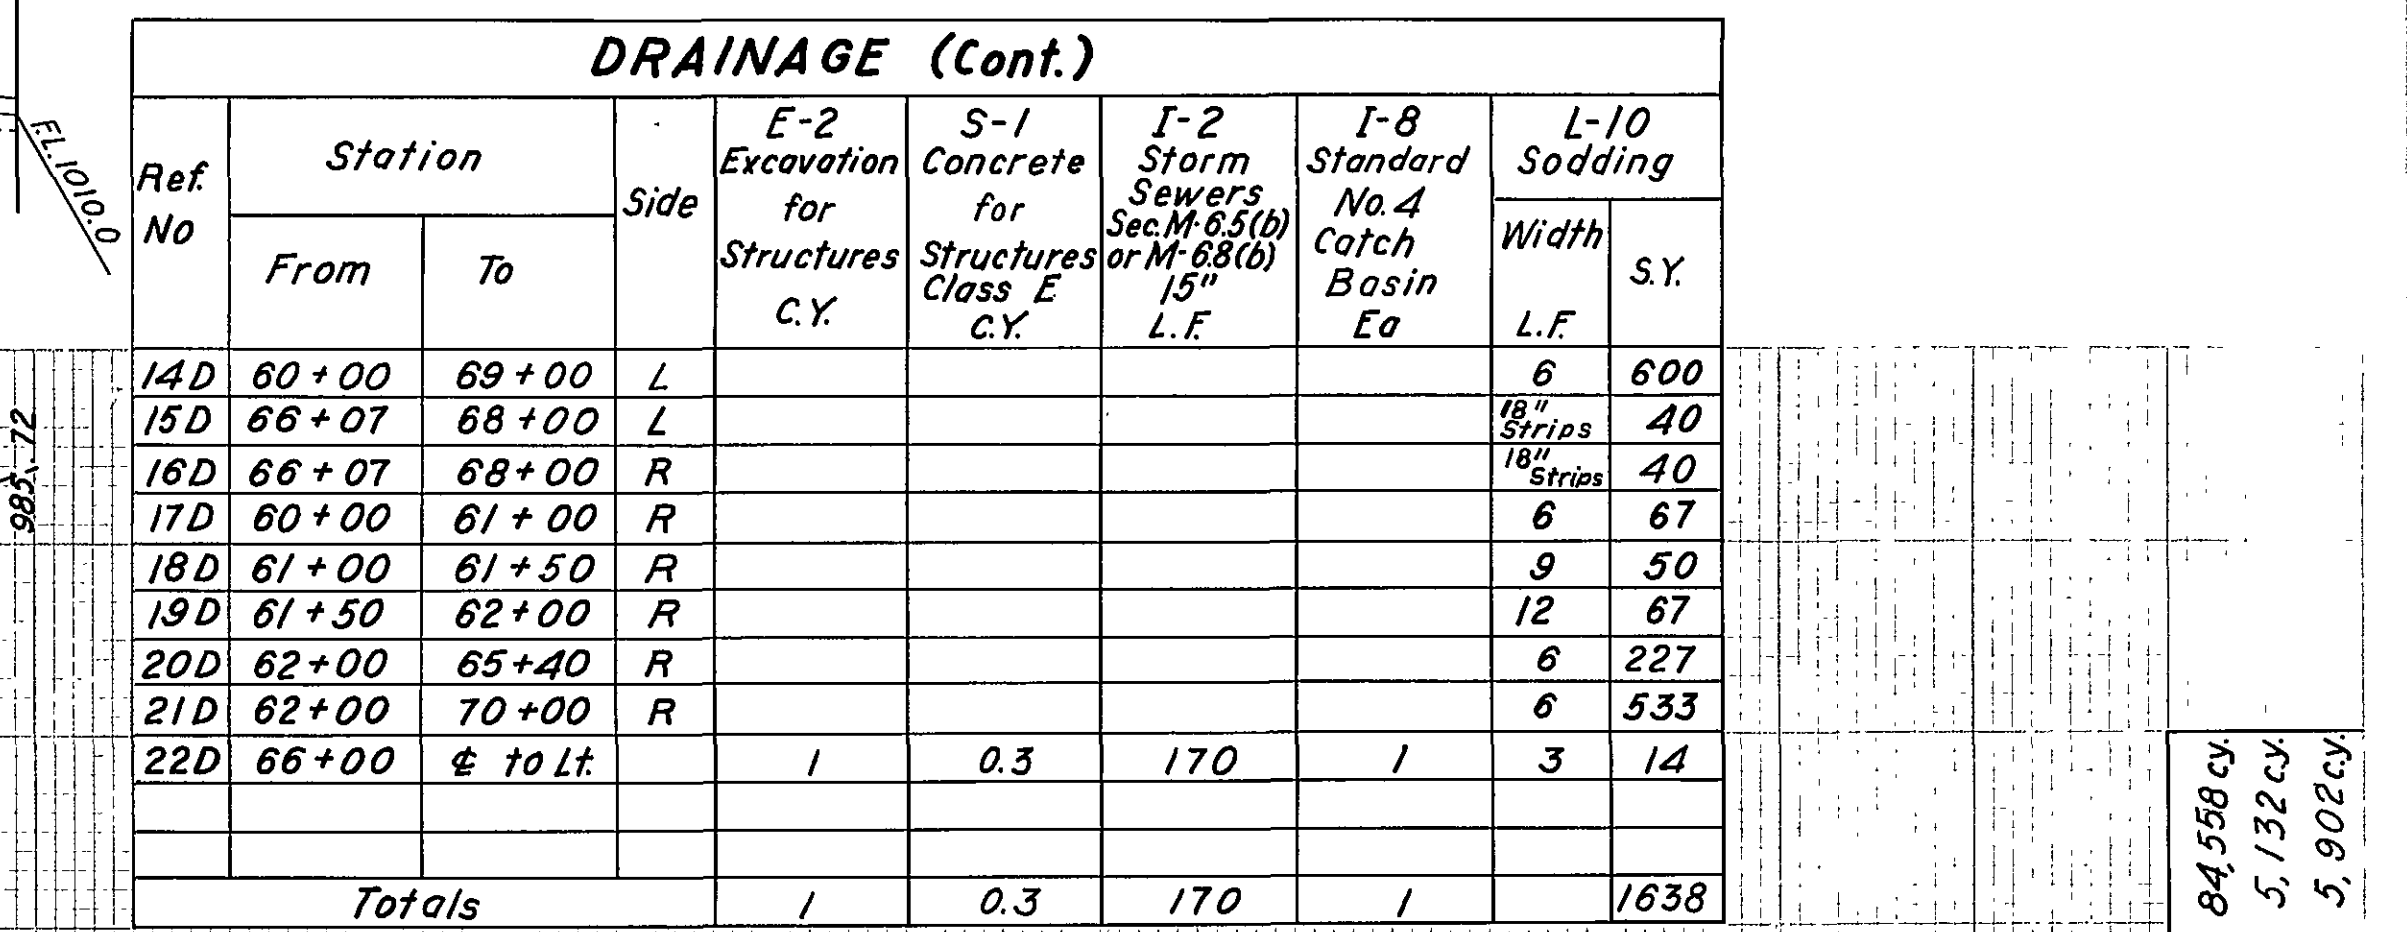 DRAINAGE (Cont.)
Ref. No
Station
From
To
Side
E-2 Excavation for Structures C.Y.
S-1 Concrete for Structures Class E C.Y.
I-2 Storm Sewers Sec.M-6.5(b) or M-6.8(b) 15" L.F.
I-8 Standard No.4 Catch Basin Ea
L-10 Sodding
Width L.F.
S.Y.
14D 60+00 69+00 L 6 600
15D 66+07 68+00 L 18" Strips 40
16D 66+07 68+00 R 18" Strips 40
17D 60+00 61+00 R 6 67
18D 61+00 61+50 R 9 50
19D 61+50 62+00 R 12 67
20D 62+00 65+40 R 6 227
21D 62+00 70+00 R 6 533
22D 66+00 ℄ to Lt. 1 0.3 170 1 3 14
Totals 1 0.3 170 1 1638
F.L. 1010.0
985.72
84,558 c.y.
5,132 c.y.
5,902 c.y.